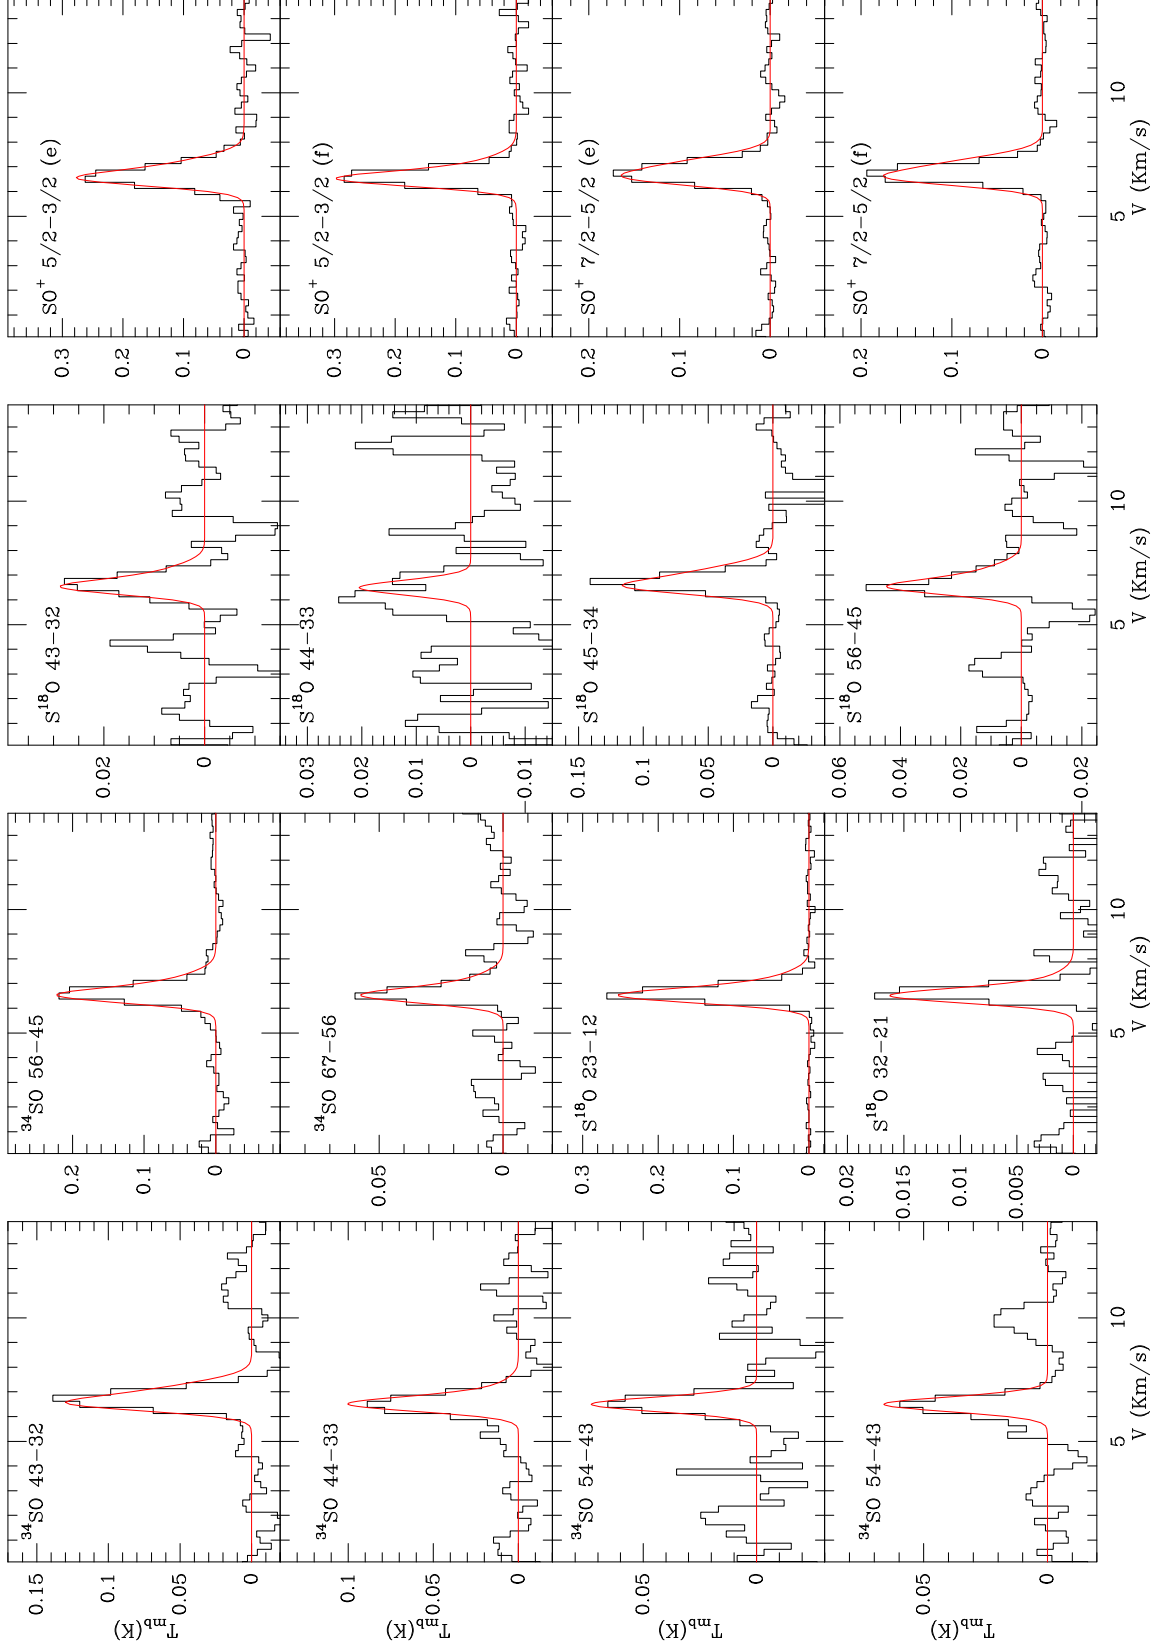 T_mb(K)
0.15
0.1
0.05
0
³⁴SO 43−32
0.2
0.1
0
³⁴SO 56−45
0.02
0
S¹⁸O 43−32
0.3
0.2
0.1
0
SO⁺ 5/2−3/2 (e)
T_mb(K)
0.1
0.05
0
³⁴SO 44−33
0.05
0
³⁴SO 67−56
0.03
0.02
0.01
0
−0.01
S¹⁸O 44−33
0.3
0.2
0.1
0
SO⁺ 5/2−3/2 (f)
T_mb(K)
0.05
0
³⁴SO 54−43
0.3
0.2
0.1
0
S¹⁸O 23−12
0.15
0.1
0.05
0
S¹⁸O 45−34
0.2
0.1
0
SO⁺ 7/2−5/2 (e)
T_mb(K)
0.05
0
³⁴SO 54−43
0.02
0.015
0.01
0.005
0
S¹⁸O 32−21
0.06
0.04
0.02
0
−0.02
S¹⁸O 56−45
0.2
0.1
0
SO⁺ 7/2−5/2 (f)
5 10
V (Km/s)
5 10
V (Km/s)
5 10
V (Km/s)
5 10
V (Km/s)